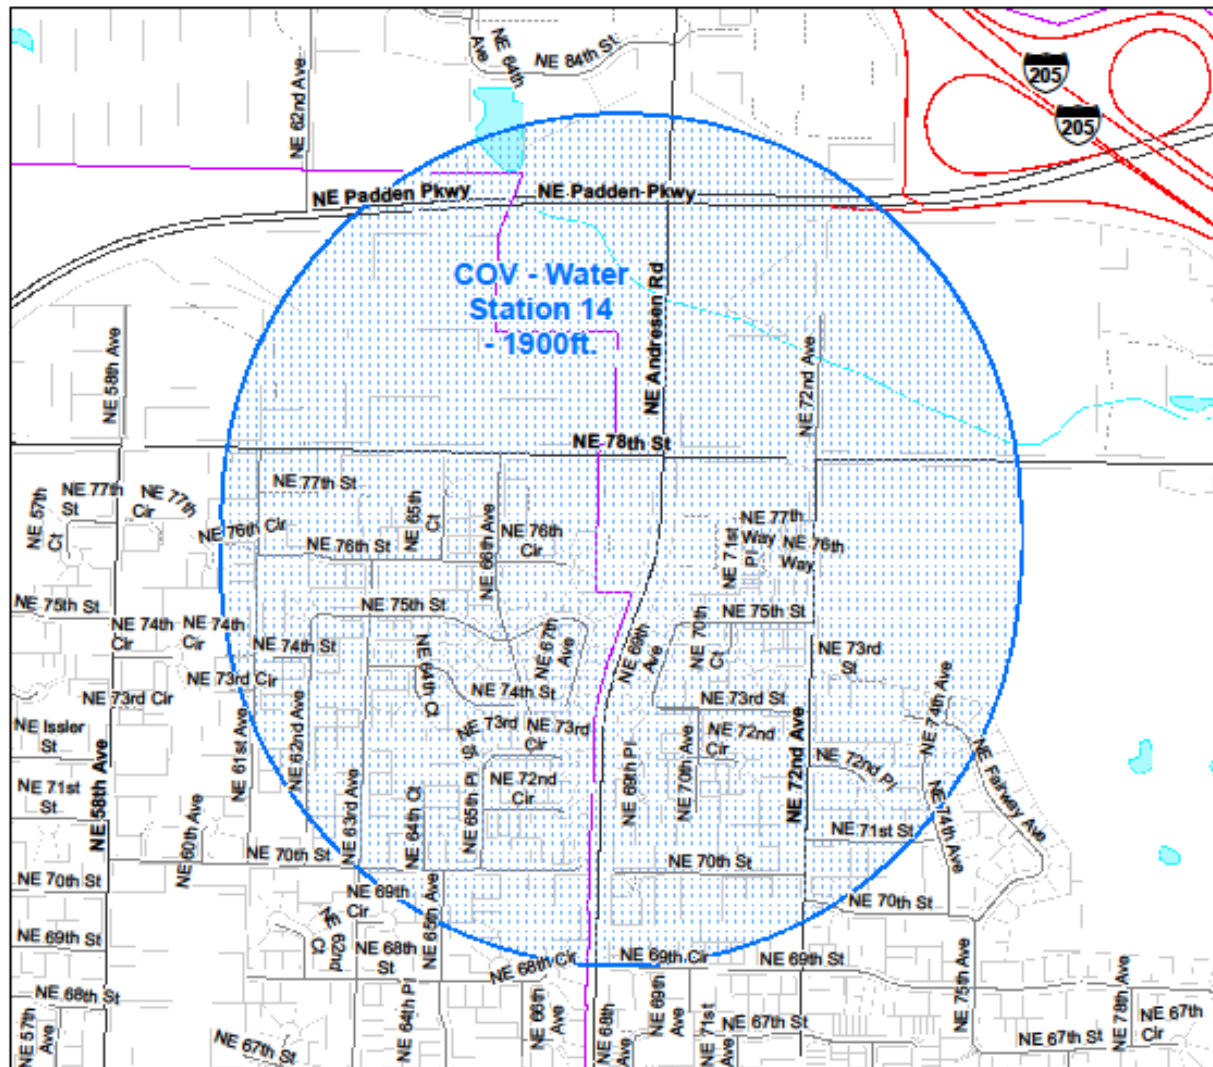 NE 64th
Ave
NE 84th St
205
205
NE 62nd Ave
NE Padden Pkwy
NE Padden Pkwy
COV - Water
Station 14
- 1900ft.
NE Andresen Rd
NE 58th Ave
NE 72nd Ave
NE 78th St
NE 77th St
NE 77th
St
NE 77th
Cir
NE 57th
Ct
NE 76th Cir
NE 65th
Ct
NE 66th Ave
NE 76th
Cir
NE 76th St
NE 77th
Way
NE 71st
Pl
NE 76th
Way
NE 75th St
NE 75th St
NE 75th St
NE 74th
Cir
NE 74th
Cir
NE 74th St
NE 64th Ct
NE 67th
Ave
NE 69th
Ave
NE 70th
Ct
NE 73rd
St
NE 73rd Cir
NE 73rd Cir
NE 74th St
NE 73rd St
NE 74th Ave
NE Issler
St
NE 61st Ave
NE 62nd Ave
NE 73rd
St
NE 73rd
Cir
NE 72nd
Cir
NE 72nd Ave
NE 72nd Pl
NE Fairway Ave
NE 71st
St
NE 58th Ave
NE 63rd Ave
NE 64th Ct
NE 65th Pl
NE 72nd
Cir
NE 69th Pl
NE 70th Ave
NE 74th Ave
NE 71st St
NE 60th Ave
NE 70th St
NE 70th St
NE 70th St
NE 70th St
NE 69th
Cir
NE 65th Ave
NE 69th St
NE 62nd
Ct
NE 68th
St
NE 68th Cir
NE 69th Cir
NE 69th St
NE 75th Ave
NE 78th Ave
NE 68th St
NE 57th
Ave
NE 67th St
NE 64th Pl
NE 66th
Ave
NE 68th
Ave
NE 69th
Ave
NE 71st
Ave
NE 67th St
NE 67th St
NE 67th
Cir